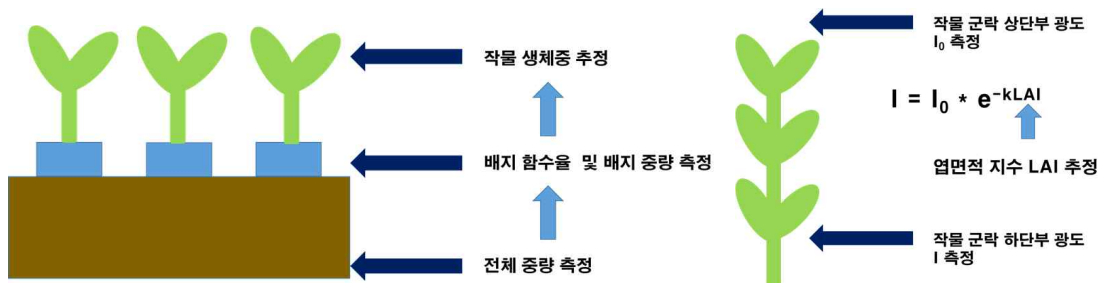 작물 생체중 추정
배지 함수율 및 배지 중량 측정
전체 중량 측정
작물 군락 상단부 광도
I₀ 측정
I = I₀ * e⁻ᵏᴸᴬᴵ
엽면적 지수 LAI 추정
작물 군락 하단부 광도
I 측정